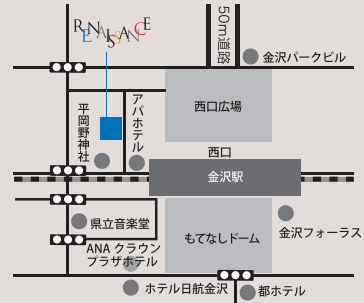 RENAISSANCE
50m道路
金沢パークビル
西口広場
アパホテル
平岡野神社
西口
金沢駅
県立音楽堂
もてなしドーム
金沢フォーラス
ANA クラウン
プラザホテル
ホテル日航金沢
都ホテル